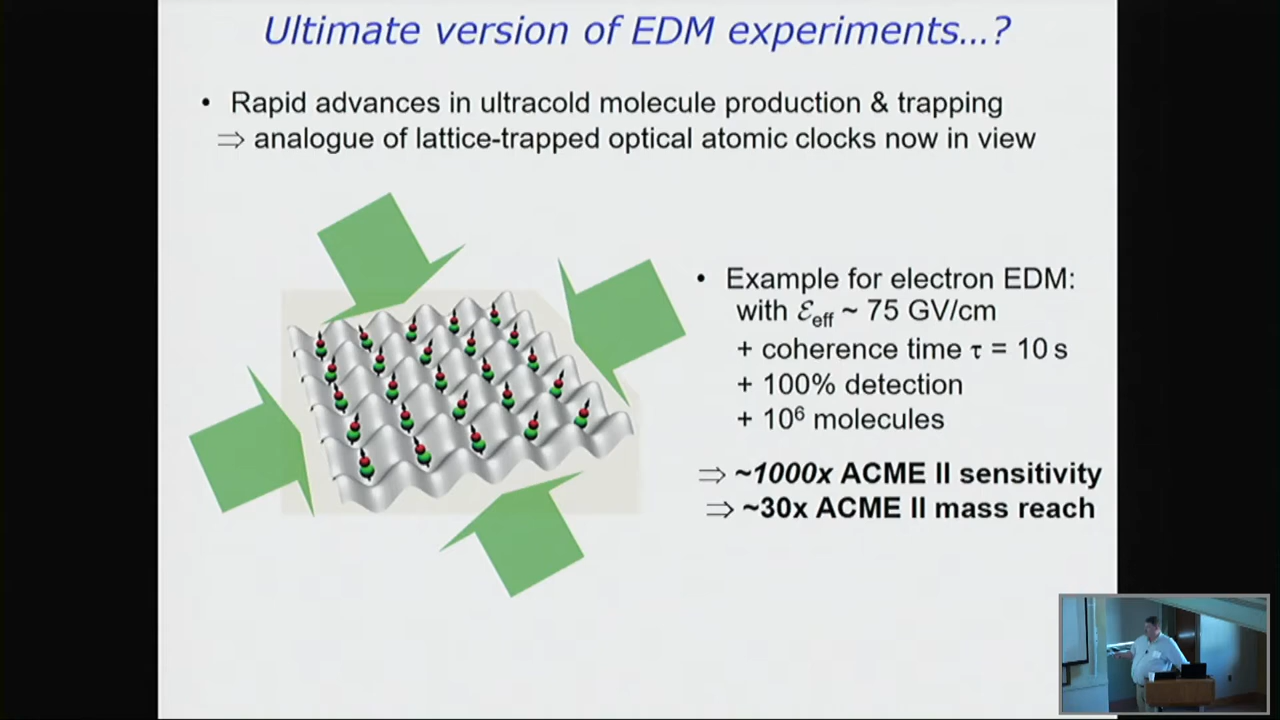 Ultimate version of EDM experiments...?
• Rapid advances in ultracold molecule production & trapping
⇒ analogue of lattice-trapped optical atomic clocks now in view
• Example for electron EDM:
with ℰeff ~ 75 GV/cm
+ coherence time τ = 10 s
+ 100% detection
+ 10⁶ molecules
⇒ ~1000x ACME II sensitivity
⇒ ~30x ACME II mass reach